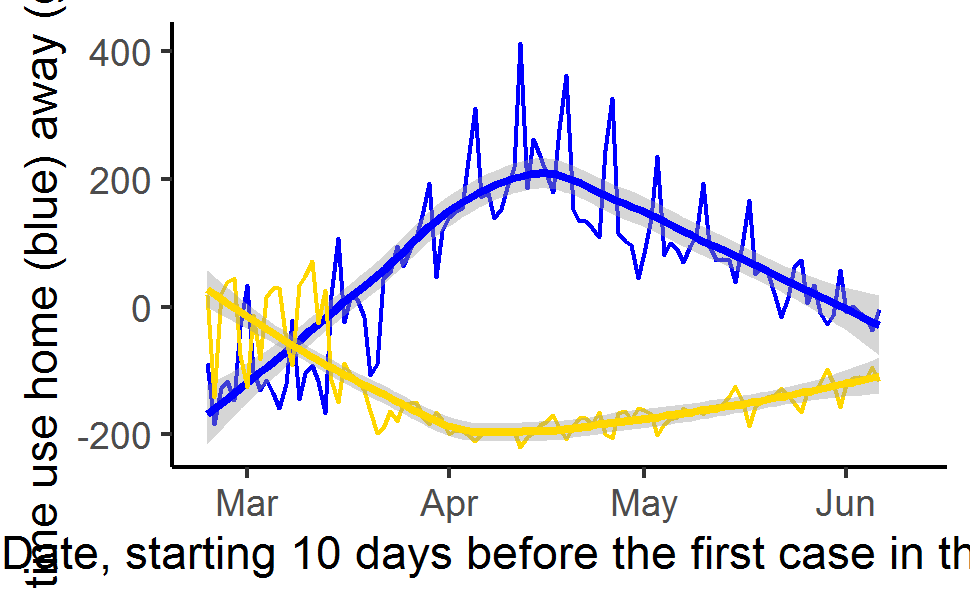 time use home (blue) away (
400
200
0
-200
Mar Apr May Jun
Date, starting 10 days before the first case in th